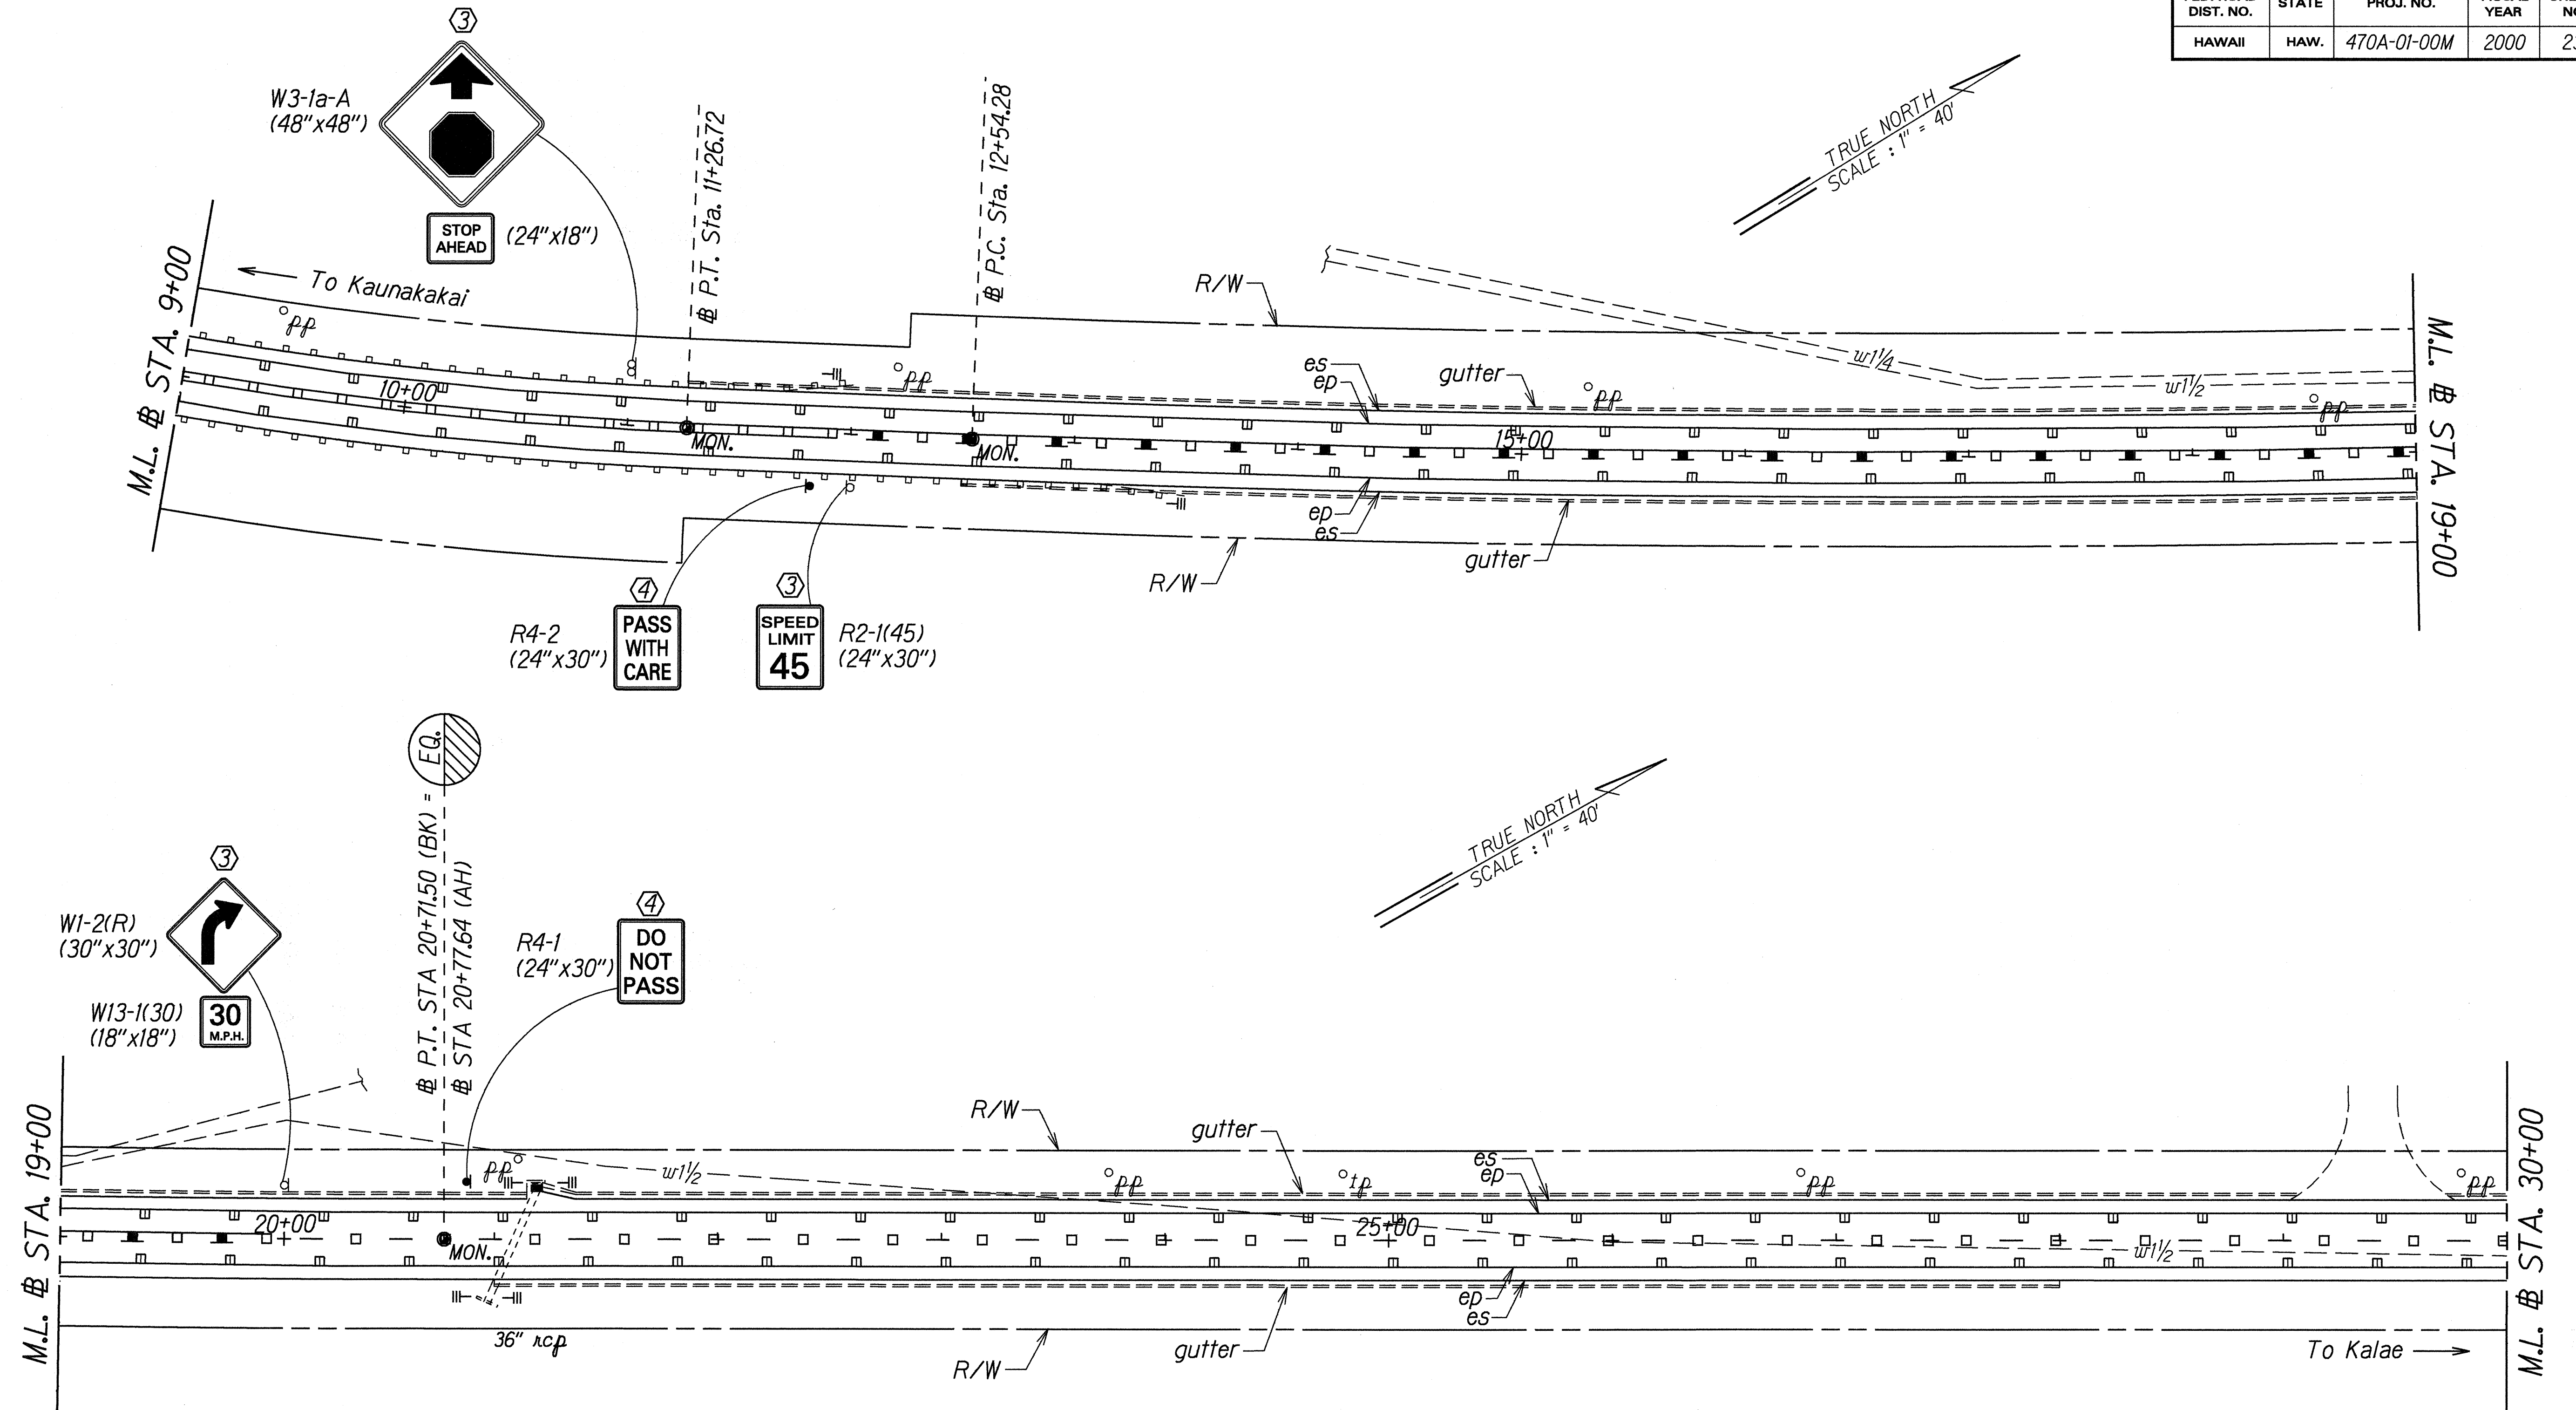 DIST. NO.
STATE
PROJ. NO.
YEAR
HAWAII
HAW.
470A-01-00M
2000
3
W3-1a-A
(48"x48")
STOP
AHEAD
(24"x18")
P.T. Sta. 11+26.72
P.C. Sta. 12+54.28
TRUE NORTH
SCALE : 1" = 40'
M.L. ⅊ STA. 9+00
To Kaunakakai
pp
R/W
es
ep
gutter
pp
pp
w1¼
w1½
pp
10+00
MON.
MON.
15+00
ep
es
gutter
R/W
M.L. ⅊ STA. 19+00
4
R4-2
(24"x30")
PASS
WITH
CARE
3
SPEED
LIMIT
45
R2-1(45)
(24"x30")
EQ.
P.T. STA 20+71.50 (BK) =
STA 20+77.64 (AH)
TRUE NORTH
SCALE : 1" = 40'
3
W1-2(R)
(30"x30")
W13-1(30)
(18"x18")
30
M.P.H.
4
R4-1
(24"x30")
DO
NOT
PASS
M.L. ⅊ STA. 19+00
R/W
gutter
es
ep
pp
w1½
pp
tp
pp
pp
20+00
MON.
25+00
w1½
ep
es
gutter
36" rcp
R/W
To Kalae
M.L. ⅊ STA. 30+00